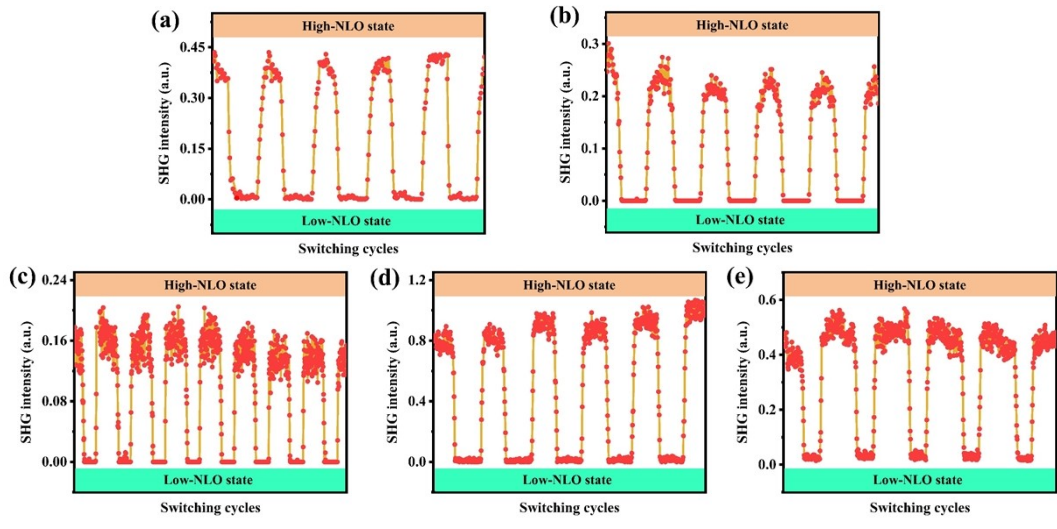 (a)
High-NLO state
SHG intensity (a.u.)
0.45
0.30
0.15
0.00
Low-NLO state
Switching cycles
(b)
High-NLO state
SHG intensity (a.u.)
0.3
0.2
0.1
0.0
Low-NLO state
Switching cycles
(c)
High-NLO state
SHG intensity (a.u.)
0.24
0.16
0.08
0.00
Low-NLO state
Switching cycles
(d)
High-NLO state
SHG intensity (a.u.)
1.2
0.8
0.4
0.0
Low-NLO state
Switching cycles
(e)
High-NLO state
SHG intensity (a.u.)
0.6
0.4
0.2
0.0
Low-NLO state
Switching cycles